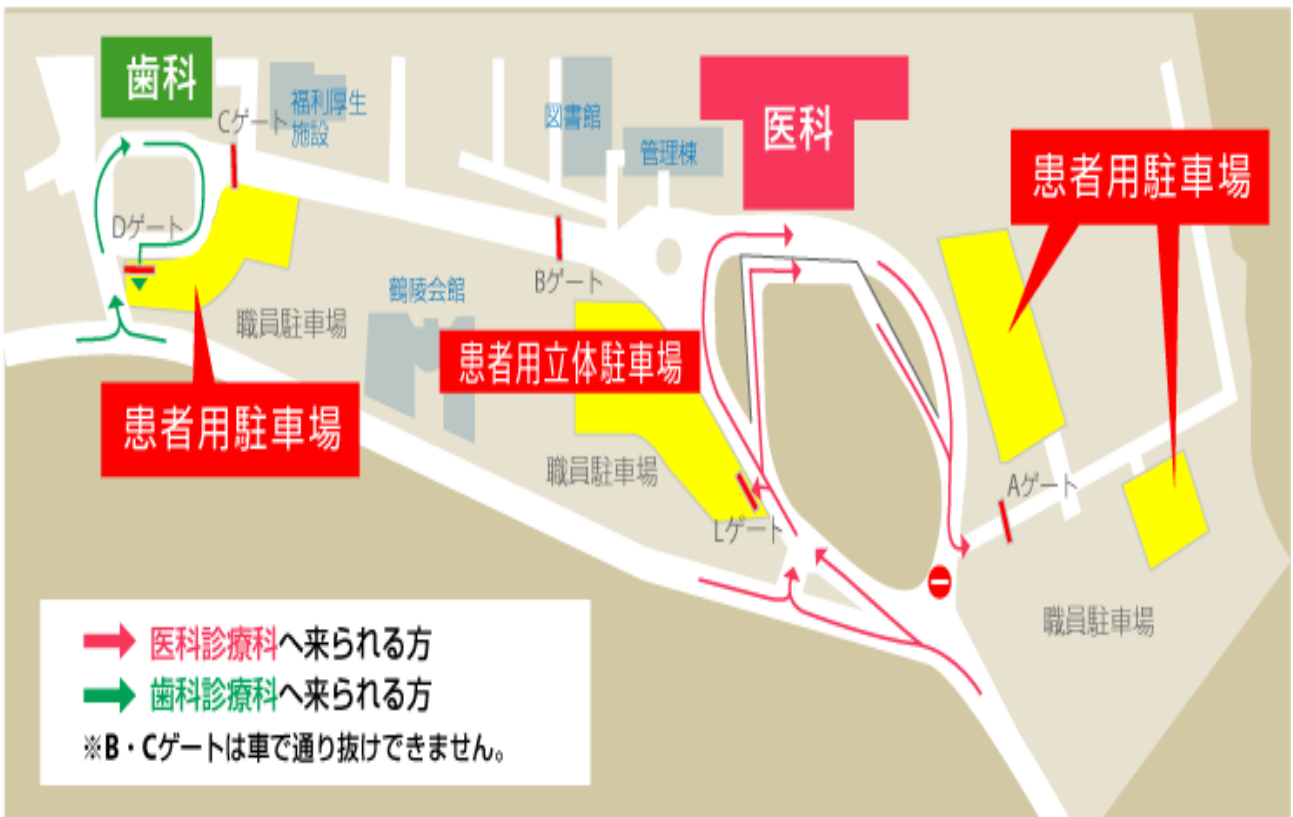 歯科
Cゲート
福利厚生
施設
図書館
管理棟
医科
患者用駐車場
Dゲート
Bゲート
鶴陵会館
職員駐車場
患者用立体駐車場
患者用駐車場
職員駐車場
Lゲート
Aゲート
職員駐車場
医科診療科へ来られる方
歯科診療科へ来られる方
※B・Cゲートは車で通り抜けできません。